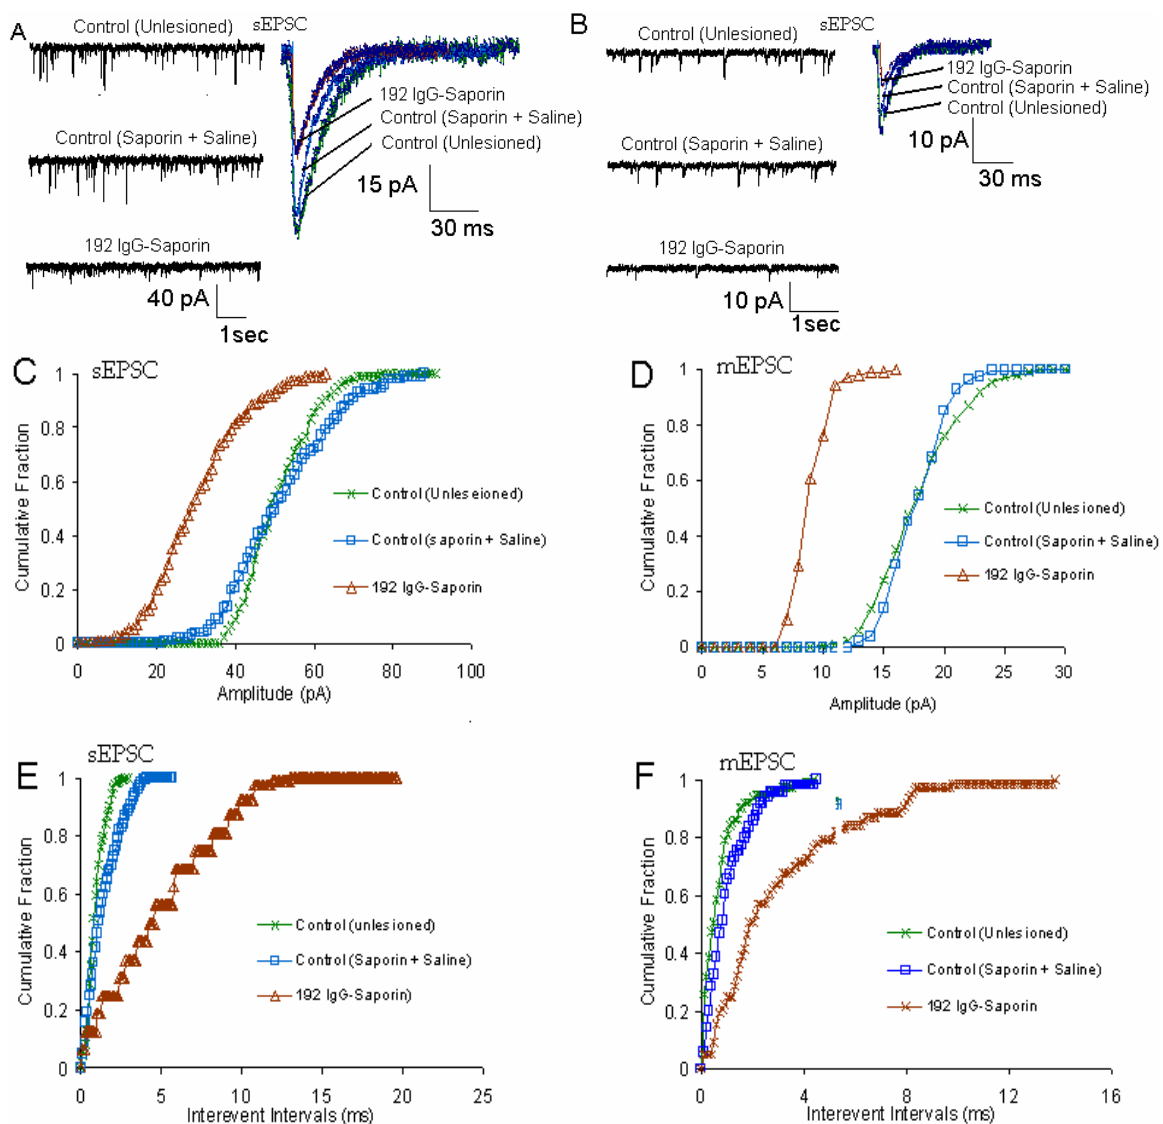 A
Control (Unlesioned)
sEPSC
192 IgG-Saporin
Control (Saporin + Saline)
Control (Unlesioned)
15 pA
30 ms
Control (Saporin + Saline)
192 IgG-Saporin
40 pA
1sec
B
sEPSC
Control (Unlesioned)
192 IgG-Saporin
Control (Saporin + Saline)
Control (Unlesioned)
10 pA
30 ms
Control (Saporin + Saline)
192 IgG-Saporin
10 pA
1sec
C
sEPSC
Cumulative Fraction
1
0.8
0.6
0.4
0.2
0
Control (Unleseioned)
Control (saporin + Saline)
192 IgG-Saporin
0 20 40 60 80 100
Amplitude (pA)
D
mEPSC
Cumulative Fraction
1
0.8
0.6
0.4
0.2
0
Control (Unlesioned)
Control (Saporin + Saline)
192 IgG-Saporin
0 5 10 15 20 25 30
Amplitude (pA)
E
sEPSC
Cumulative Fraction
1
0.8
0.6
0.4
0.2
0
Control (unlesioned)
Control (Saporin + Saline)
192 IgG-Saporin)
0 5 10 15 20 25
Interevent Intervals (ms)
F
mEPSC
Cumulative Fraction
1
0.8
0.6
0.4
0.2
0
Control (Unlesioned)
Control (Saporin + Saline)
192 IgG-Saporin
0 4 8 12 16
Interevent Intervals (ms)